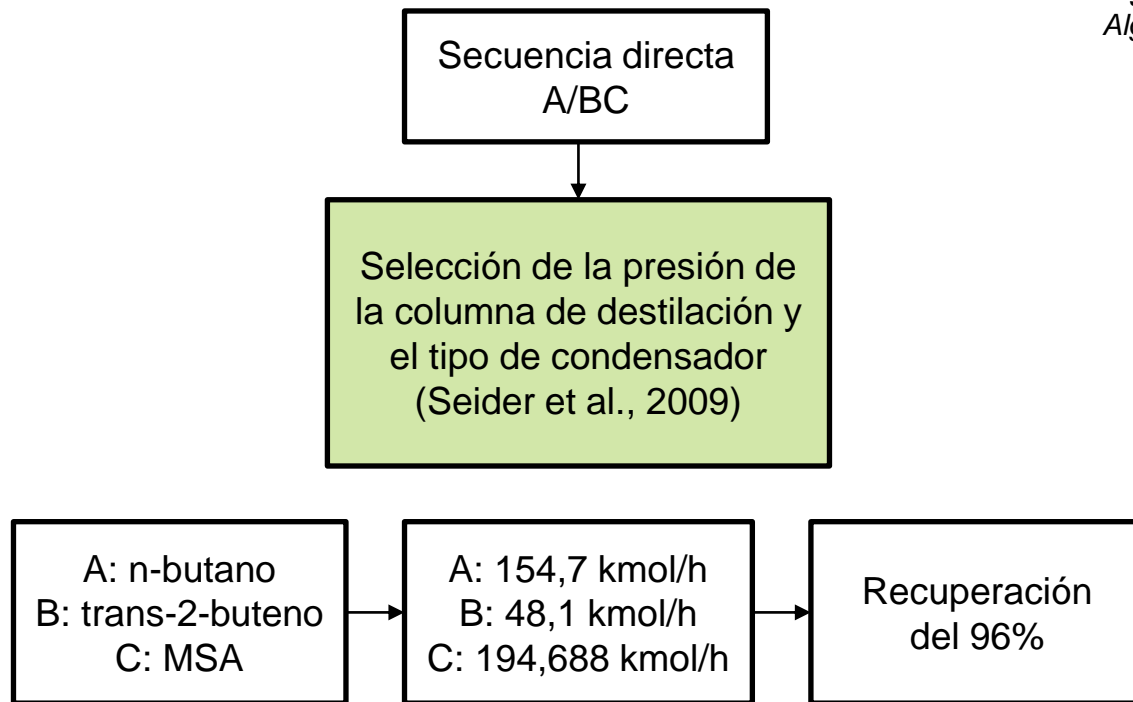 Secuencia directa
A/BC
Selección de la presión de
la columna de destilación y
el tipo de condensador
(Seider et al., 2009)
A: n-butano
B: trans-2-buteno
C: MSA
A: 154,7 kmol/h
B: 48,1 kmol/h
C: 194,688 kmol/h
Recuperación
del 96%